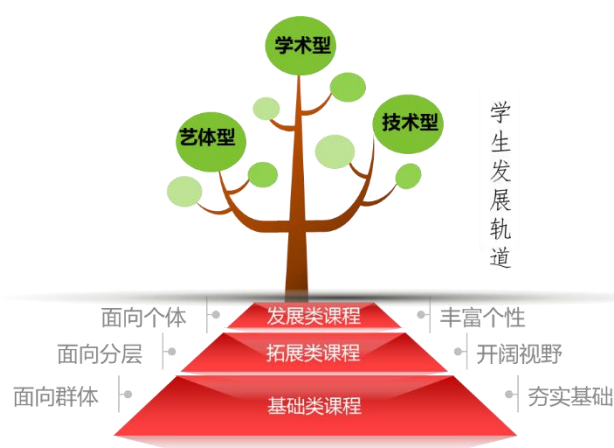 学术型
艺体型
技术型
学生发展轨道
面向个体
发展类课程
丰富个性
面向分层
拓展类课程
开阔视野
面向群体
基础类课程
夯实基础